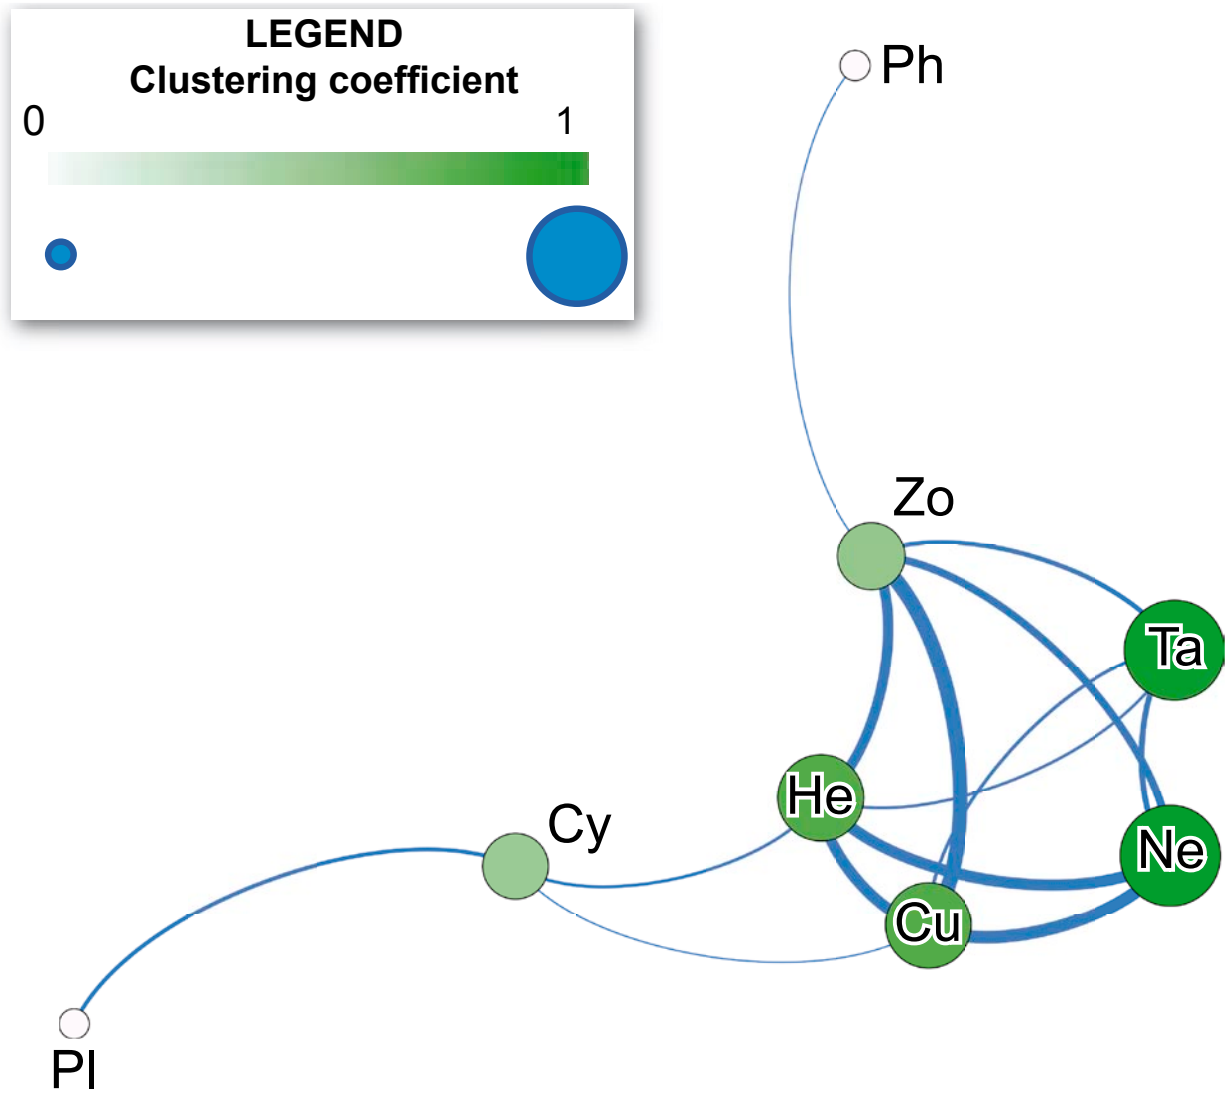 LEGEND
Clustering coefficient
0 1
Ph
Zo
Ta
He
Cy
Ne
Cu
Pl